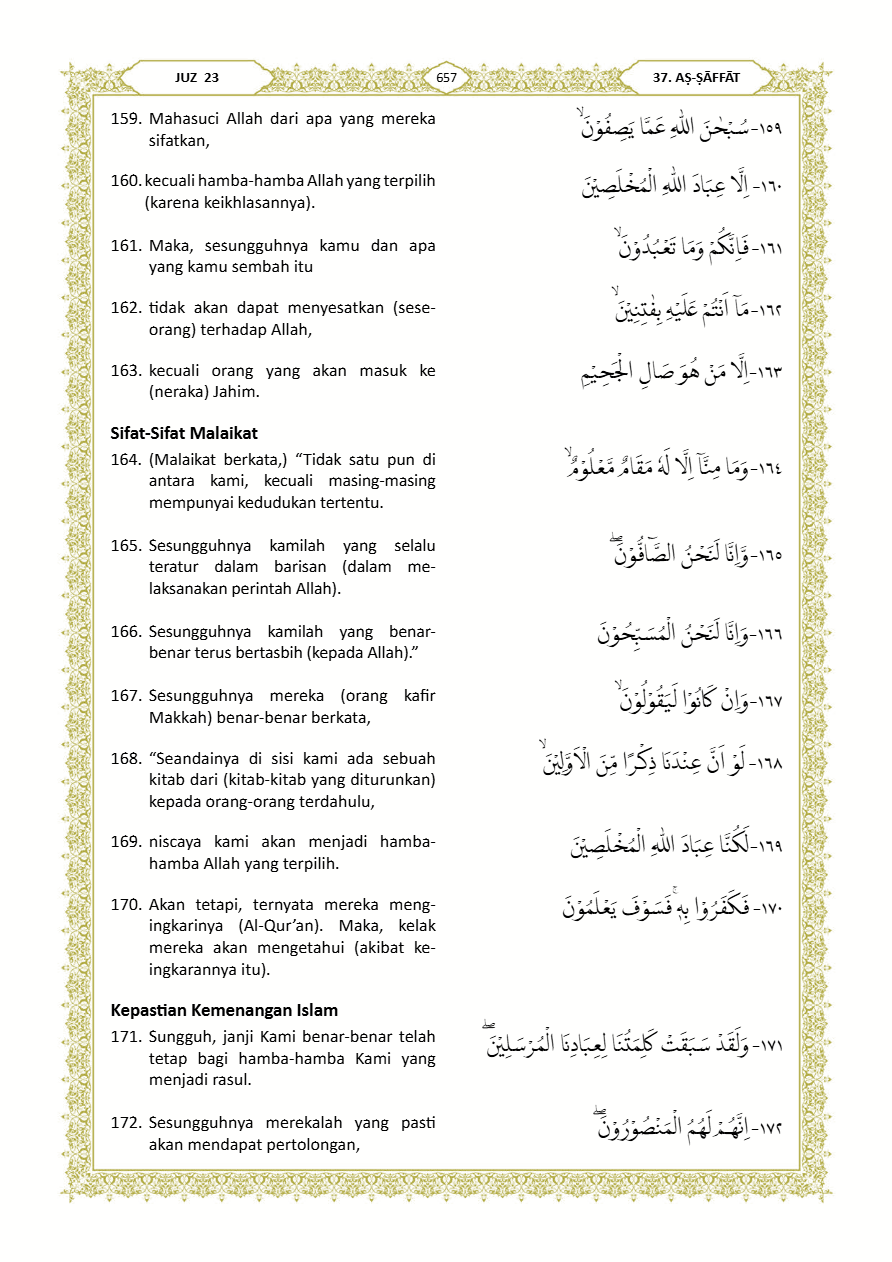 JUZ 23
657
37. AṢ-ṢĀFFĀT
159. Mahasuci Allah dari apa yang mereka
sifatkan,
١٥٩- سُبْحٰنَ اللّٰهِ عَمَّا يَصِفُوْنَۙ
160. kecuali hamba-hamba Allah yang terpilih
(karena keikhlasannya).
١٦٠- اِلَّا عِبَادَ اللّٰهِ الْمُخْلَصِيْنَ
161. Maka, sesungguhnya kamu dan apa
yang kamu sembah itu
١٦١- فَاِنَّكُمْ وَمَا تَعْبُدُوْنَۙ
162. tidak akan dapat menyesatkan (sese-
orang) terhadap Allah,
١٦٢- مَآ اَنْتُمْ عَلَيْهِ بِفٰتِنِيْنَۙ
163. kecuali orang yang akan masuk ke
(neraka) Jahim.
١٦٣- اِلَّا مَنْ هُوَ صَالِ الْجَحِيْمِ
Sifat-Sifat Malaikat
164. (Malaikat berkata,) “Tidak satu pun di
antara kami, kecuali masing-masing
mempunyai kedudukan tertentu.
١٦٤- وَمَا مِنَّآ اِلَّا لَهٗ مَقَامٌ مَّعْلُوْمٌۙ
165. Sesungguhnya kamilah yang selalu
teratur dalam barisan (dalam me-
laksanakan perintah Allah).
١٦٥- وَّاِنَّا لَنَحْنُ الصَّاۤفُّوْنَۖ
166. Sesungguhnya kamilah yang benar-
benar terus bertasbih (kepada Allah).”
١٦٦- وَاِنَّا لَنَحْنُ الْمُسَبِّحُوْنَ
167. Sesungguhnya mereka (orang kafir
Makkah) benar-benar berkata,
١٦٧- وَاِنْ كَانُوْا لَيَقُوْلُوْنَۙ
168. “Seandainya di sisi kami ada sebuah
kitab dari (kitab-kitab yang diturunkan)
kepada orang-orang terdahulu,
١٦٨- لَوْ اَنَّ عِنْدَنَا ذِكْرًا مِّنَ الْاَوَّلِيْنَۙ
169. niscaya kami akan menjadi hamba-
hamba Allah yang terpilih.
١٦٩- لَكُنَّا عِبَادَ اللّٰهِ الْمُخْلَصِيْنَ
170. Akan tetapi, ternyata mereka meng-
ingkarinya (Al-Qur’an). Maka, kelak
mereka akan mengetahui (akibat ke-
ingkarannya itu).
١٧٠- فَكَفَرُوْا بِهٖۚ فَسَوْفَ يَعْلَمُوْنَ
Kepastian Kemenangan Islam
171. Sungguh, janji Kami benar-benar telah
tetap bagi hamba-hamba Kami yang
menjadi rasul.
١٧١- وَلَقَدْ سَبَقَتْ كَلِمَتُنَا لِعِبَادِنَا الْمُرْسَلِيْنَۖ
172. Sesungguhnya merekalah yang pasti
akan mendapat pertolongan,
١٧٢- اِنَّهُمْ لَهُمُ الْمَنْصُوْرُوْنَۖ